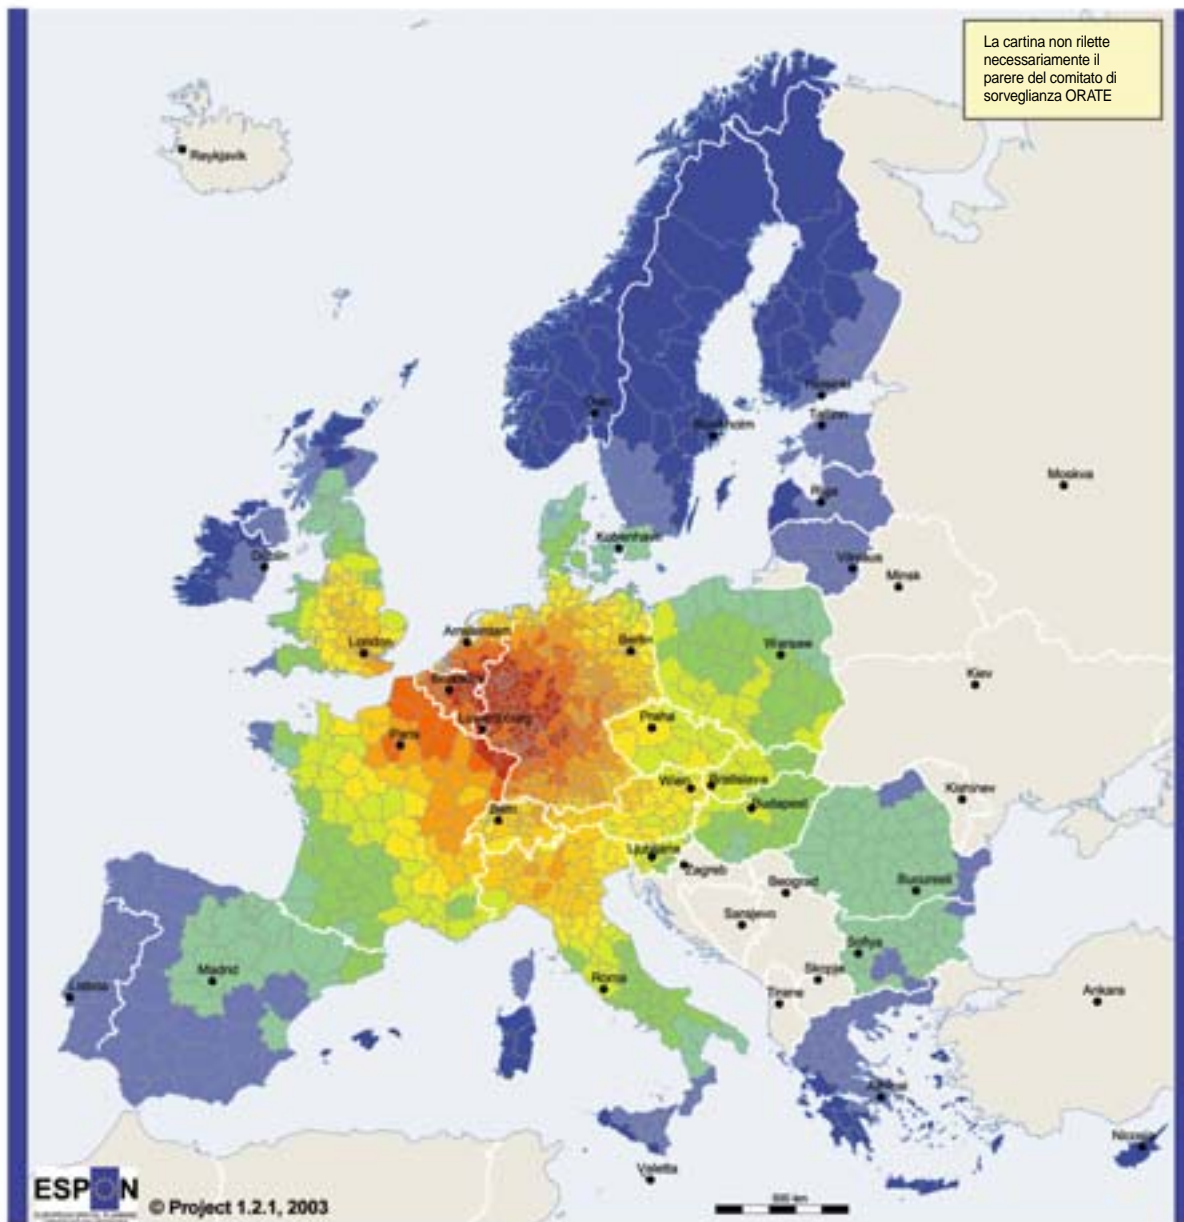 La cartina non rilette
necessariamente il
parere del comitato di
sorveglianza ORATE
Reykjavik
Oslo
Helsinki
Tallinn
Stockholm
Riga
Moskva
København
Vilnius
Minsk
Dublin
London
Amsterdam
Berlin
Warsaw
Kiev
Luxembourg
Paris
Praha
Wien
Bratislava
Budapest
Kishinev
Bern
Ljubljana
Zagreb
Beograd
Bucuresti
Sarajevo
Sofiya
Madrid
Roma
Skopje
Lisboa
Tirana
Ankara
Nicosia
Valetta
ESPON
© Project 1.2.1, 2003
500 km